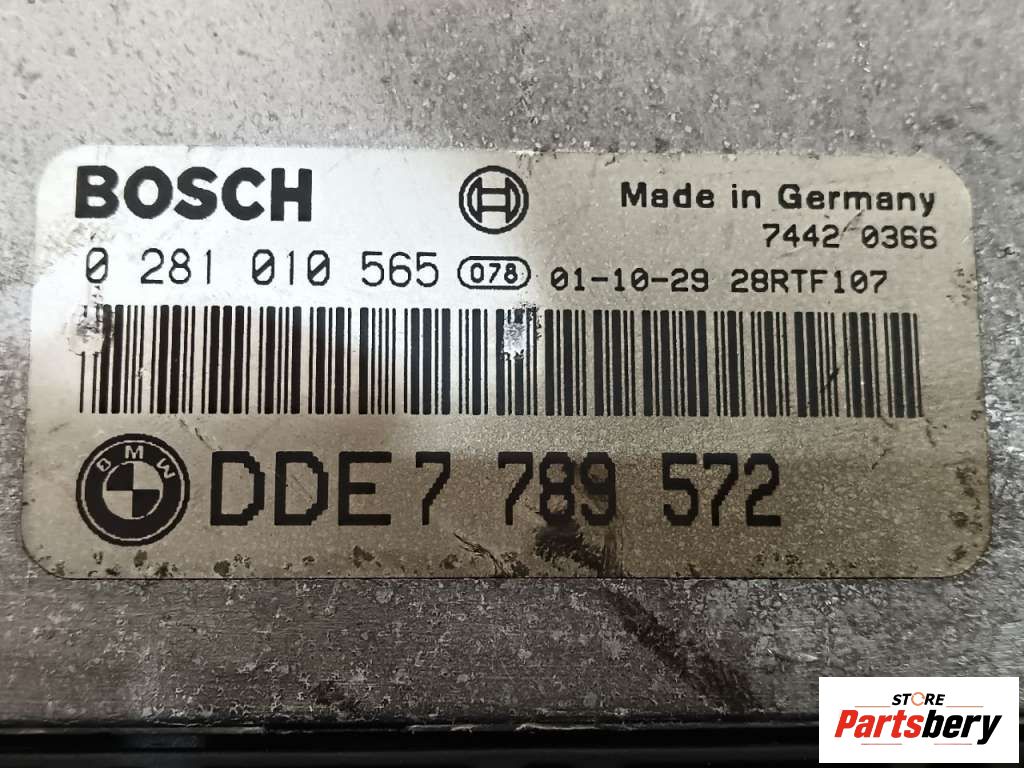 BOSCH
Made in Germany
7442 0366
0 281 010 565 078 01-10-29 28RTF107
BMW
DDE 7 789 572
STORE
Partsbery